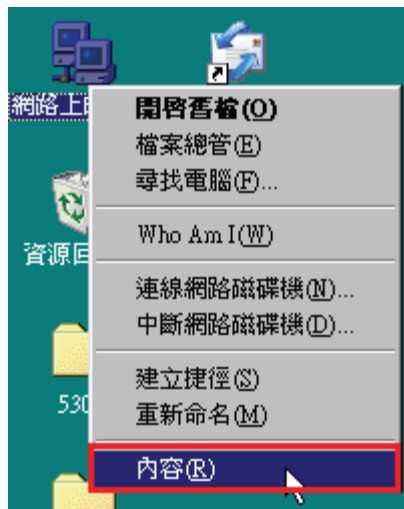 網路上
開啟舊檔(O)
檔案總管(E)
尋找電腦(F)...
Who Am I(W)
資源回
連線網路磁碟機(N)...
中斷網路磁碟機(D)...
建立捷徑(S)
530
重新命名(M)
內容(R)